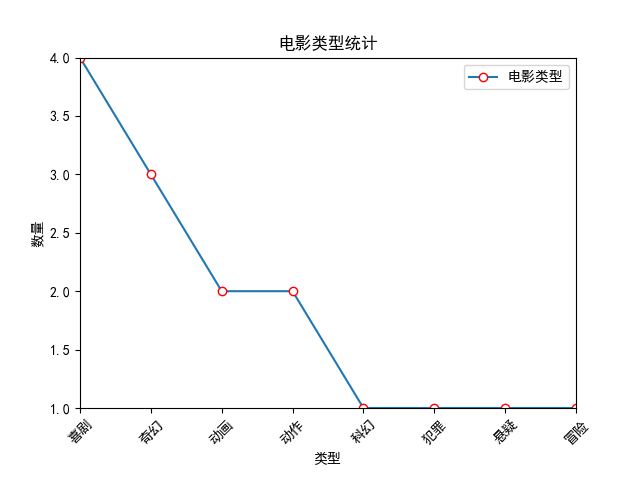 电影类型统计
电影类型
4.0
3.5
3.0
2.5
2.0
1.5
1.0
数量
喜剧
奇幻
动画
动作
科幻
犯罪
悬疑
冒险
类型